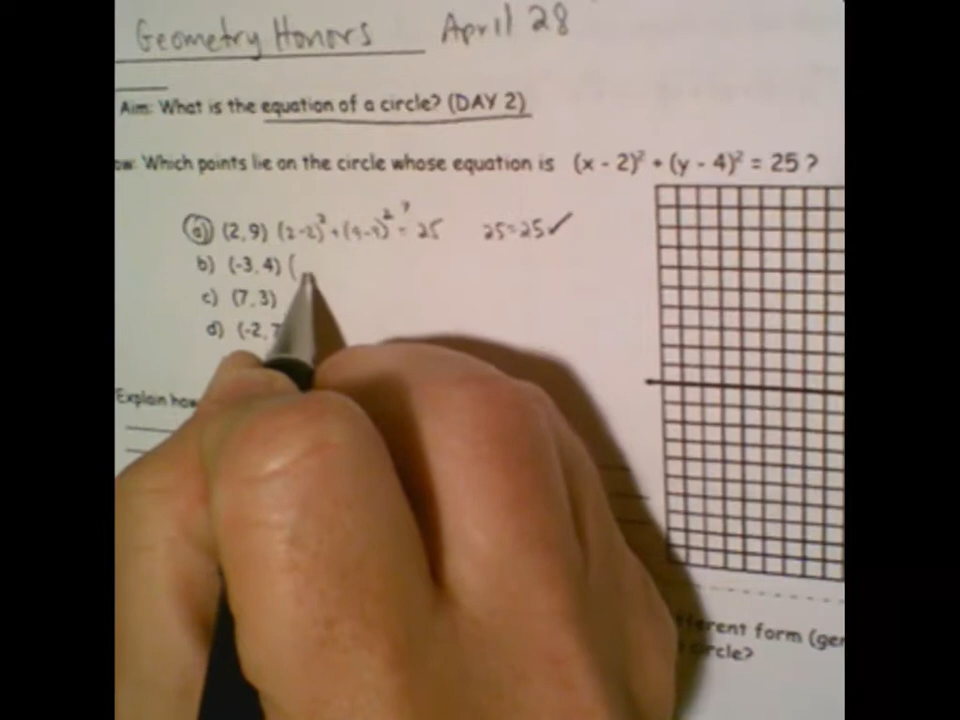 Geometry Honors April 28
Aim: What is the equation of a circle? (DAY 2)
Which points lie on the circle whose equation is (x - 2)² + (y - 4)² = 25 ?
a) (2, 9) (2-2)² + (9-4)² ?= 25 25=25 ✓
b) (-3, 4) (
c) (7, 3)
d) (-2,
Explain how
form (
circle?